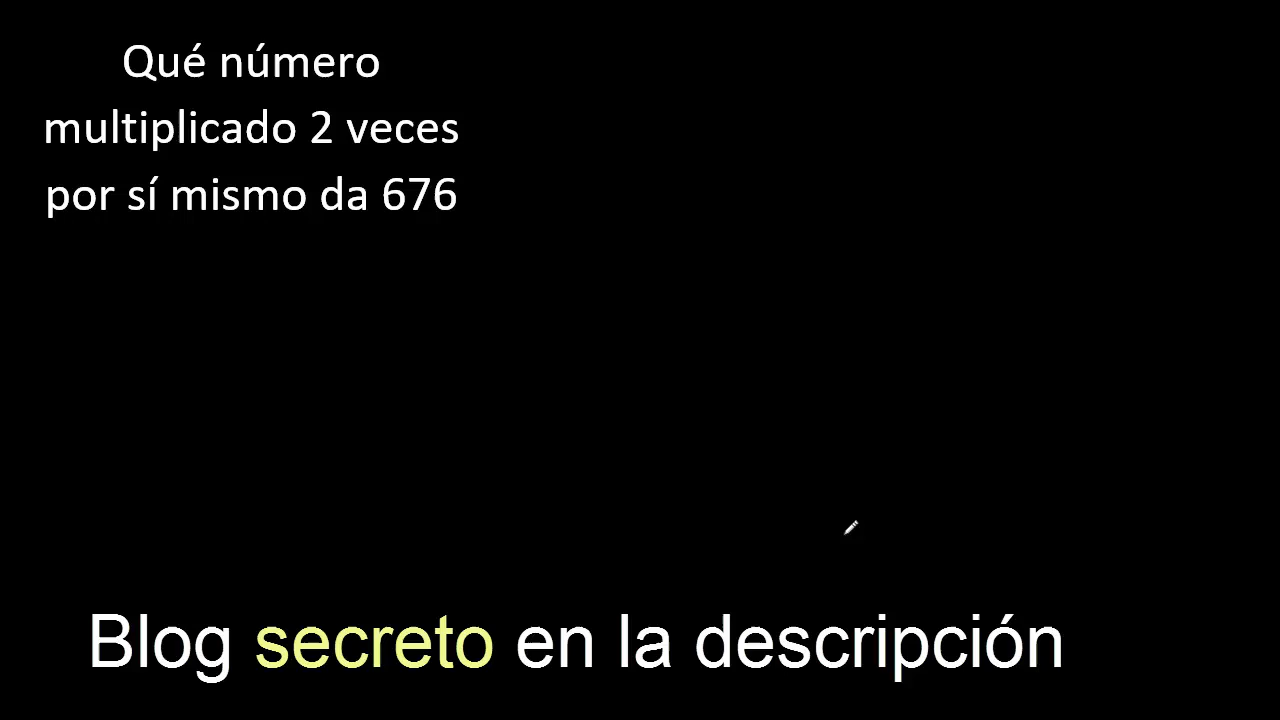 Qué número
multiplicado 2 veces
por sí mismo da 676
Blog secreto en la descripción